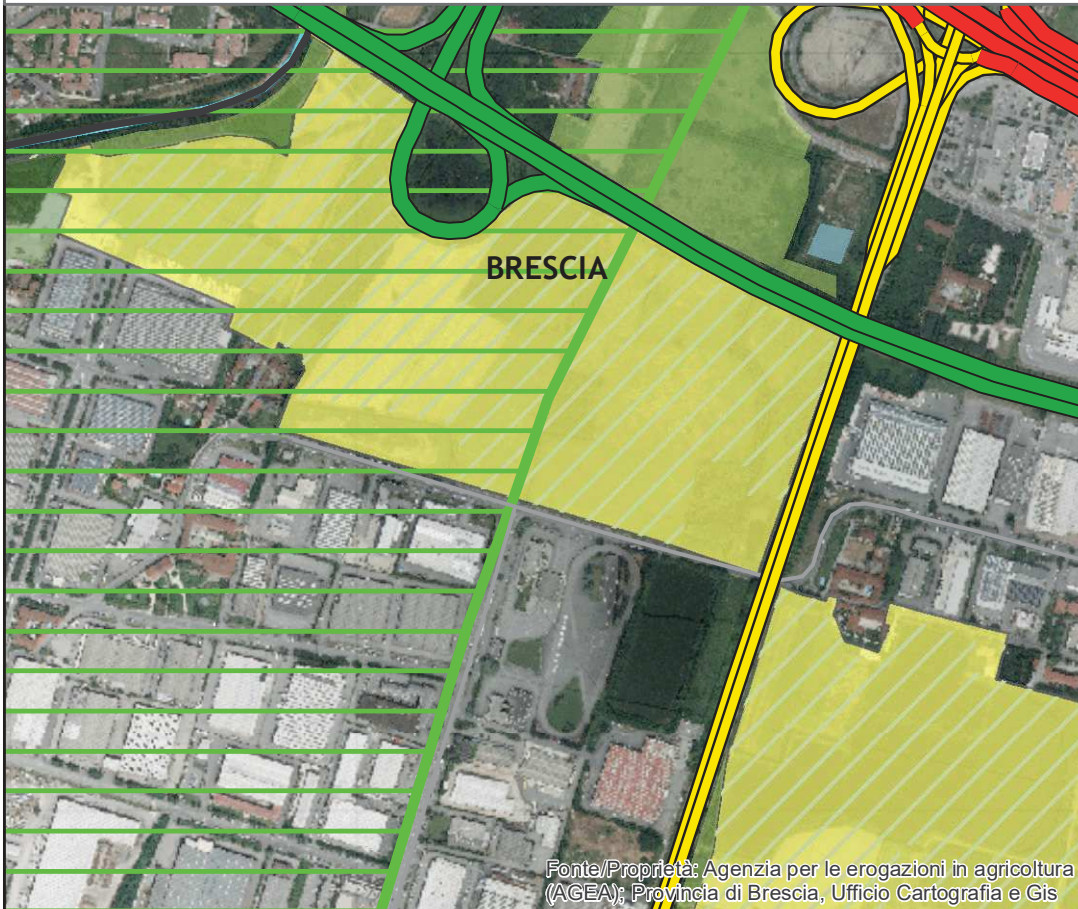 BRESCIA
Fonte/Proprietà: Agenzia per le erogazioni in agricoltura
(AGEA); Provincia di Brescia, Ufficio Cartografia e Gis